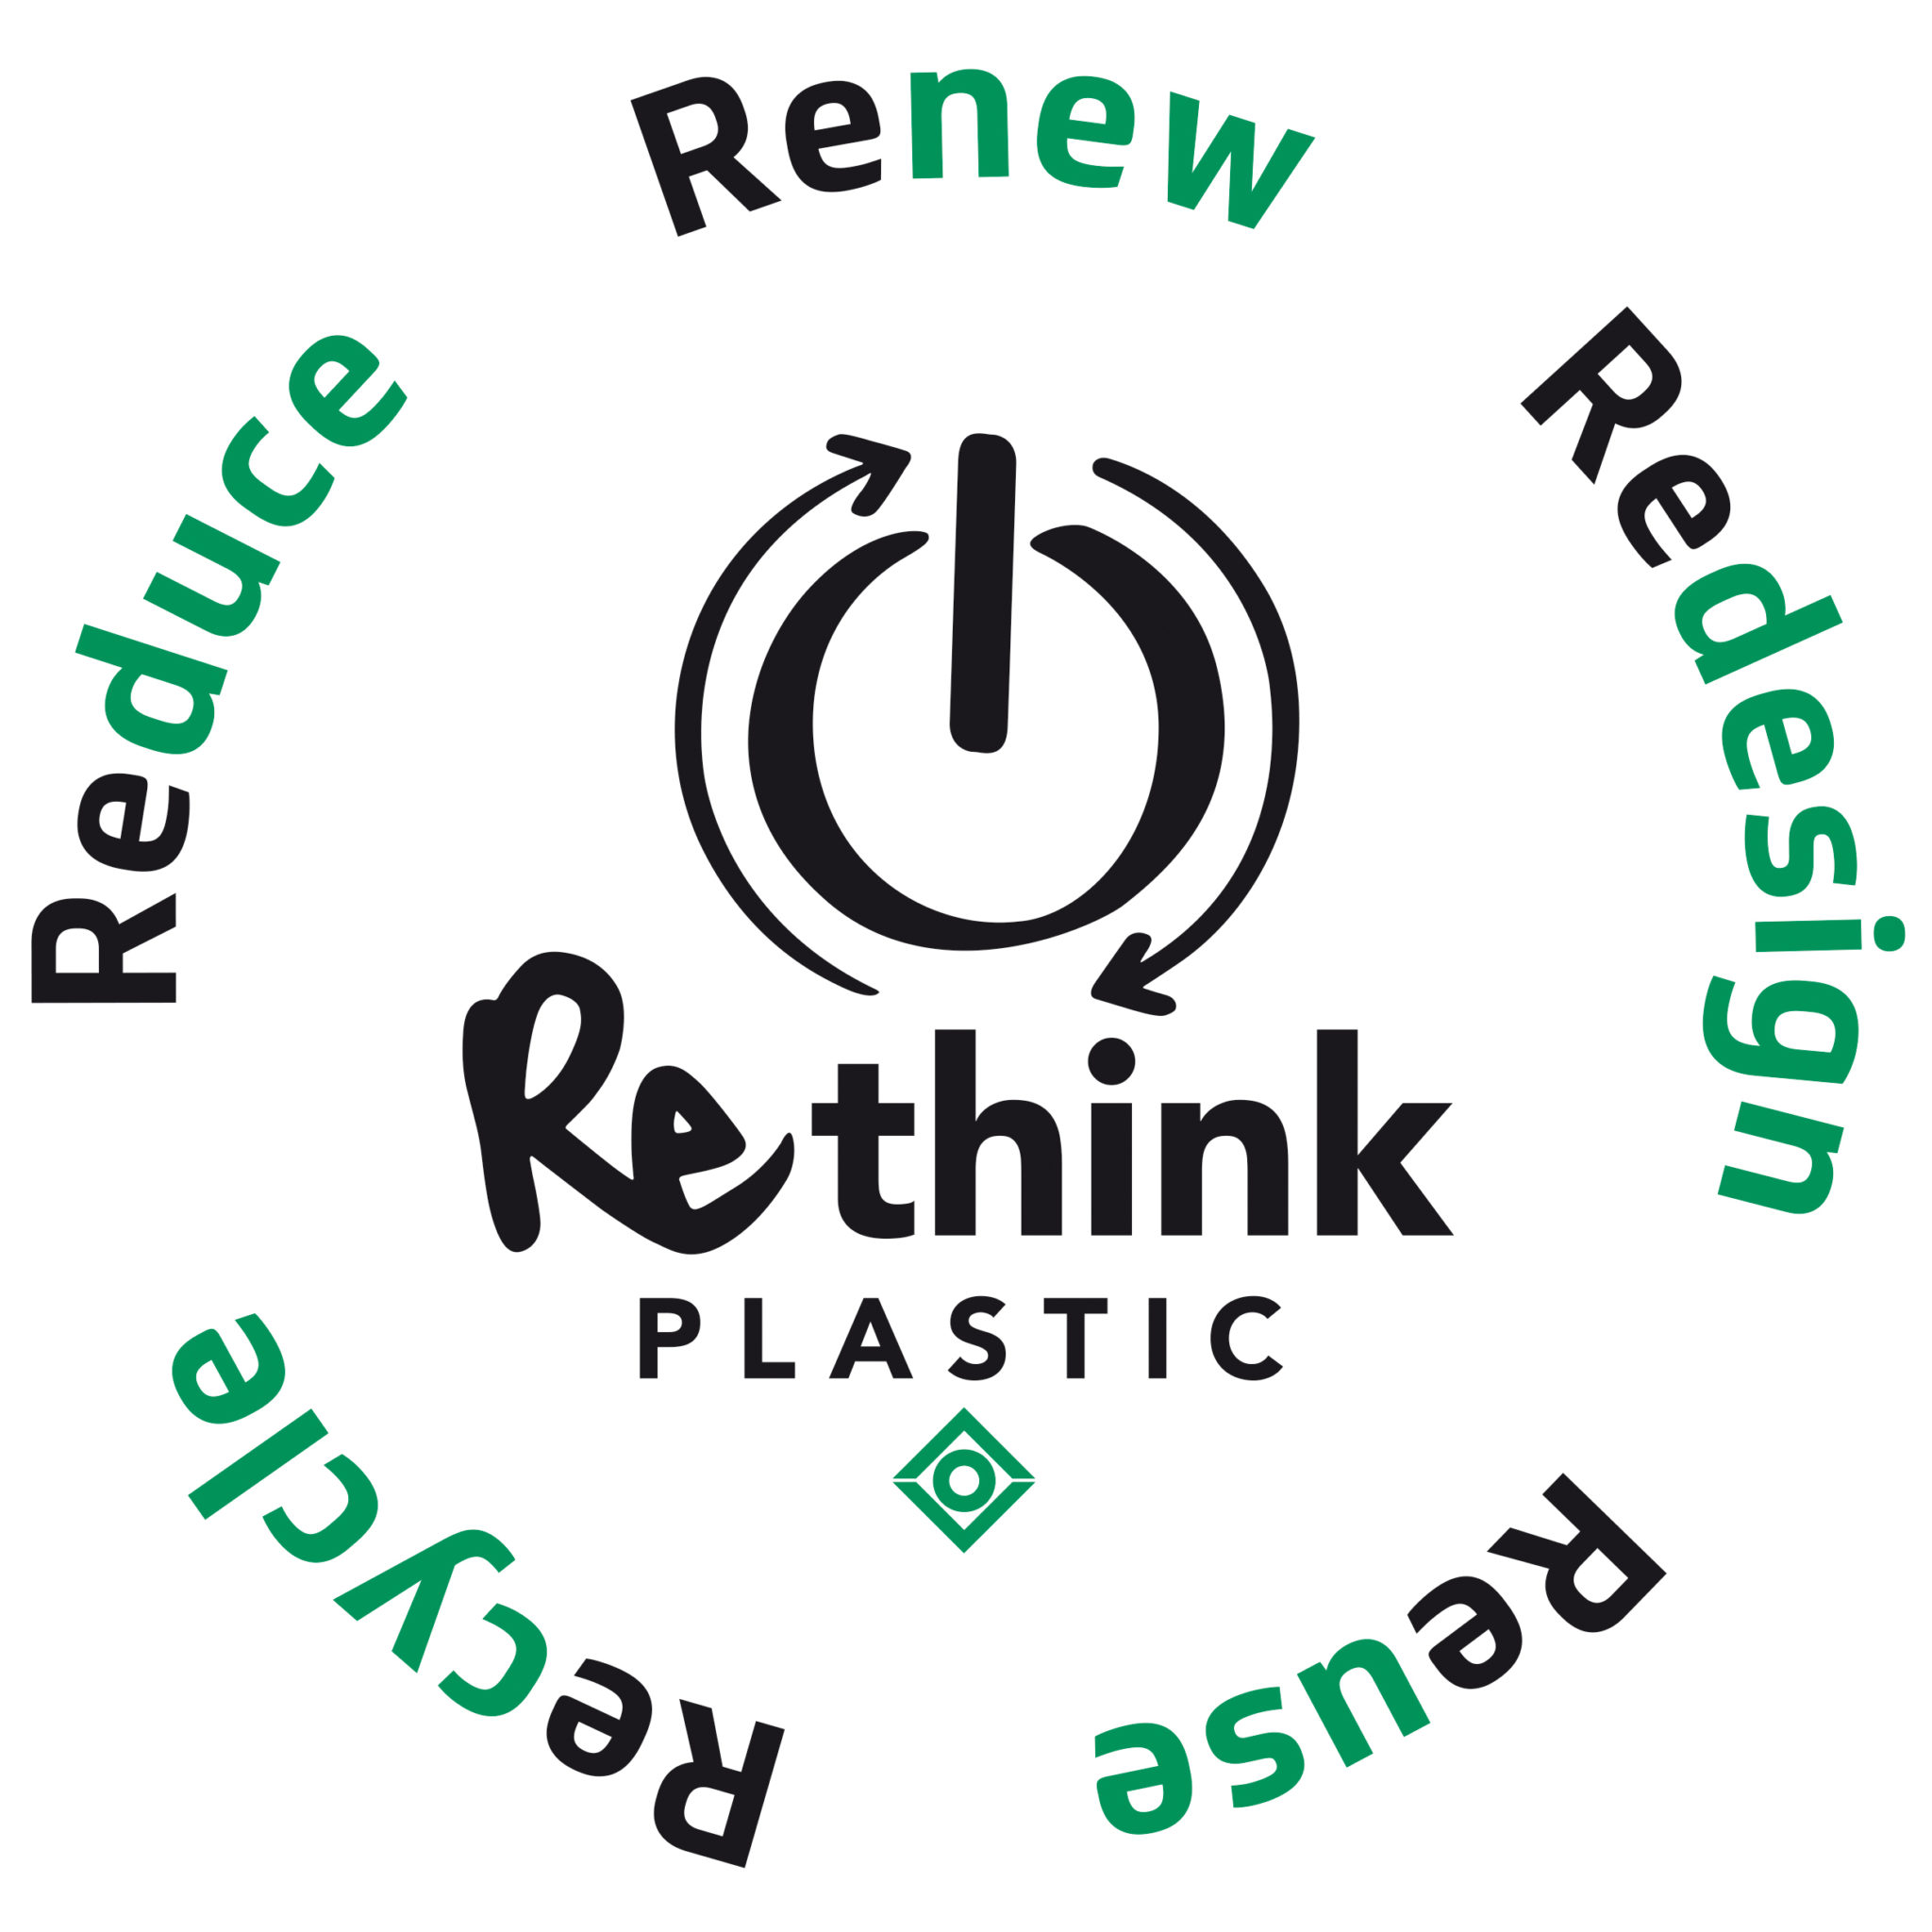 Renew
Redesign
Reuse
Recycle
Reduce
Rethink
PLASTIC